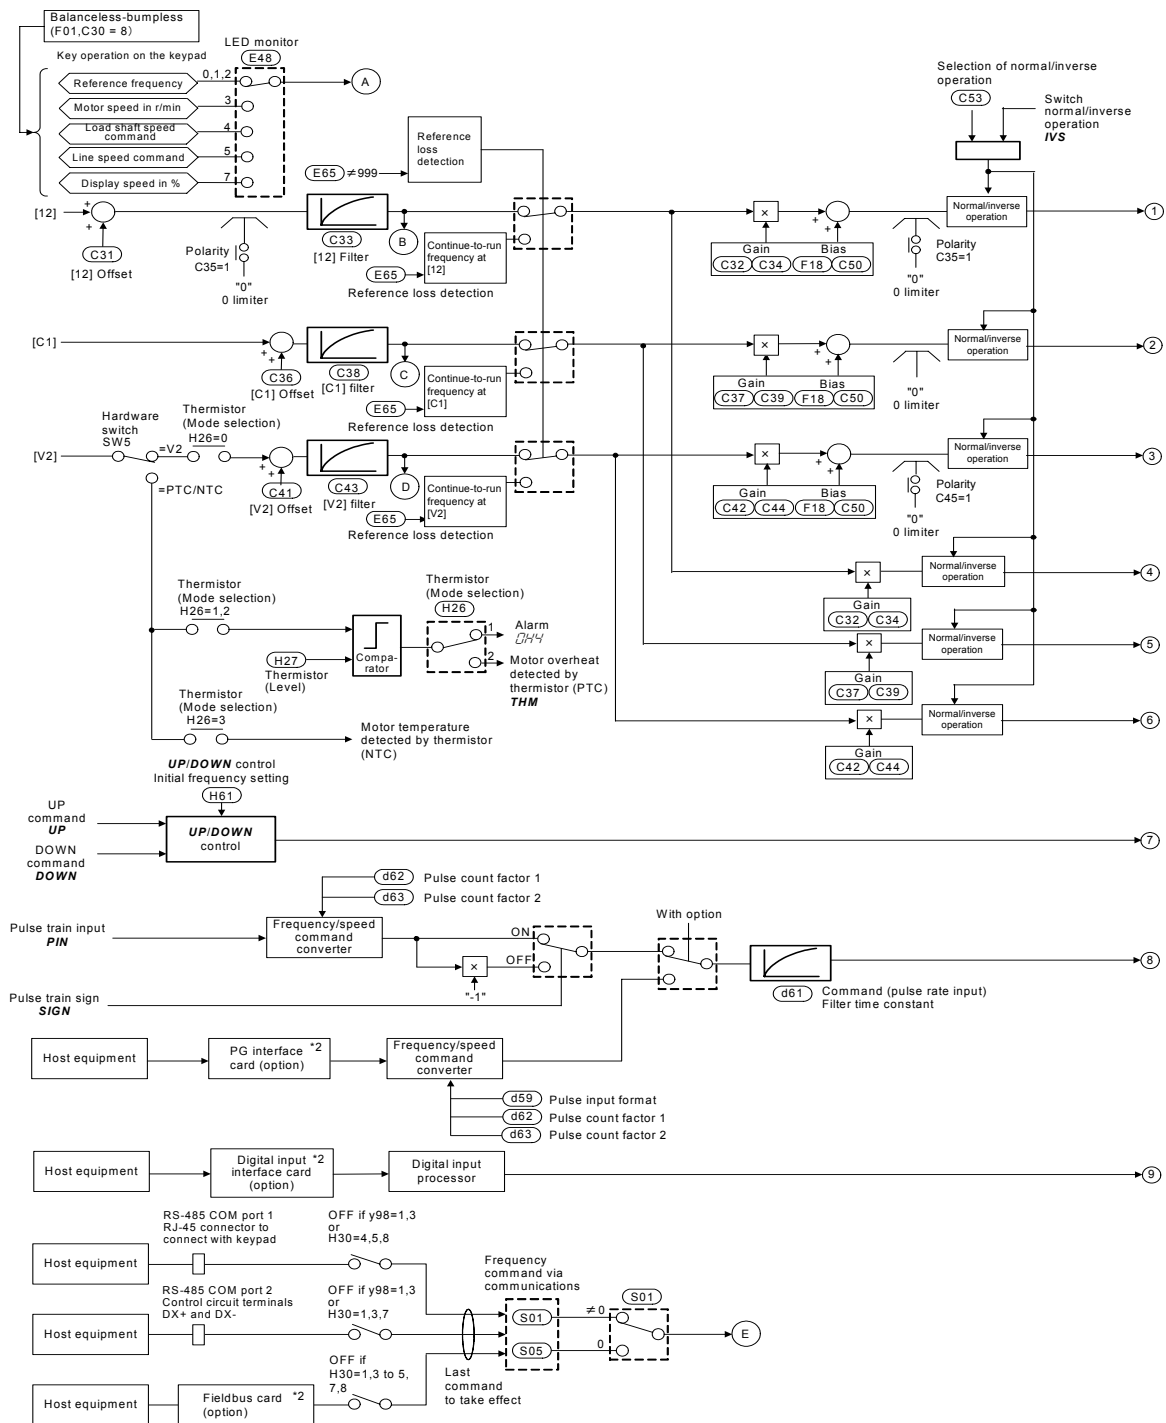 Balanceless-bumpless
(F01,C30 = 8)
Key operation on the keypad
LED monitor
E48
Reference frequency
0,1,2
A
Motor speed in r/min
3
Load shaft speed
command
4
Line speed command
5
Display speed in %
7
Reference
loss
detection
E65 ≠999
Selection of normal/inverse
operation
C53
Switch
normal/inverse
operation
IVS
[12]
+
+
C31
[12] Offset
Polarity
C35=1
"0"
0 limiter
C33
[12] Filter
B
E65
Continue-to-run
frequency at
[12]
Reference loss detection
×
Gain
C32 C34
+
+
Bias
F18 C50
Polarity
C35=1
"0"
0 limiter
Normal/inverse
operation
1
[C1]
+
+
C36
[C1] Offset
C38
[C1] filter
C
E65
Continue-to-run
frequency at
[C1]
Reference loss detection
×
Gain
C37 C39
+
+
Bias
F18 C50
"0"
0 limiter
Normal/inverse
operation
2
[V2]
Hardware
switch
SW5
=V2
=PTC/NTC
Thermistor
(Mode selection)
H26=0
+
+
C41
[V2] Offset
C43
[V2] filter
D
E65
Continue-to-run
frequency at
[V2]
Reference loss detection
×
Gain
C42 C44
+
+
Bias
F18 C50
Polarity
C45=1
"0"
0 limiter
Normal/inverse
operation
3
×
Gain
C32 C34
Normal/inverse
operation
4
×
Gain
C37 C39
Normal/inverse
operation
5
×
Gain
C42 C44
Normal/inverse
operation
6
Thermistor
(Mode selection)
H26=1,2
H27
Thermistor
(Level)
Compa-
rator
Thermistor
(Mode selection)
H26
1
Alarm
0H4
2
Motor overheat
detected by
thermistor (PTC)
THM
Thermistor
(Mode selection)
H26=3
Motor temperature
detected by thermistor
(NTC)
UP/DOWN control
Initial frequency setting
H61
UP
command
UP
DOWN
command
DOWN
UP/DOWN
control
7
d62 Pulse count factor 1
d63 Pulse count factor 2
Pulse train input
PIN
Frequency/speed
command
converter
ON
OFF
×
"-1"
Pulse train sign
SIGN
With option
d61 Command (pulse rate input)
Filter time constant
8
Host equipment
PG interface *2
card (option)
Frequency/speed
command
converter
d59 Pulse input format
d62 Pulse count factor 1
d63 Pulse count factor 2
Host equipment
Digital input *2
interface card
(option)
Digital input
processor
9
RS-485 COM port 1
RJ-45 connector to
connect with keypad
OFF if y98=1,3
or
H30=4,5,8
Host equipment
RS-485 COM port 2
Control circuit terminals
DX+ and DX-
OFF if y98=1,3
or
H30=1,3,7
Host equipment
OFF if
H30=1,3 to 5,
7,8
Host equipment
Fieldbus card *2
(option)
Last
command
to take effect
Frequency
command via
communications
S01
S05
≠0
0
S01
E